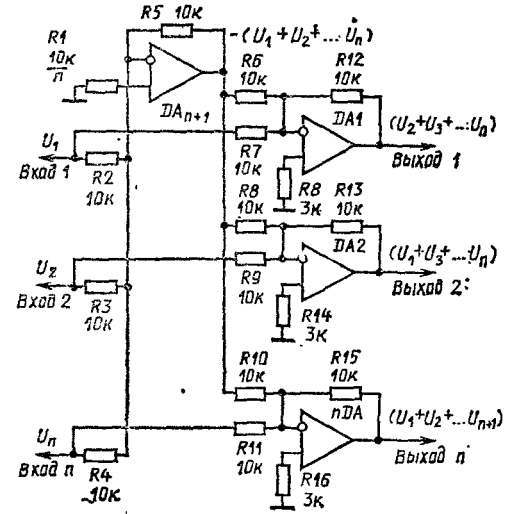 R5 10к
R1
10к
п
DAn+1
-(U1+U2+...Un)
R6
10к
R12
10к
U1
Вход 1
R2
10к
R7
10к
DA1
(U2+U3+...Un)
Выход 1
R8
3к
R8
10к
R13
10к
U2
Вход 2
R3
10к
R9
10к
DA2
(U1+U3+...Un)
Выход 2
R14
3к
R10
10к
R15
10к
nDA
Un
Вход п
R4
10к
R11
10к
(U1+U2+...Un+1)
Выход п
R16
3к